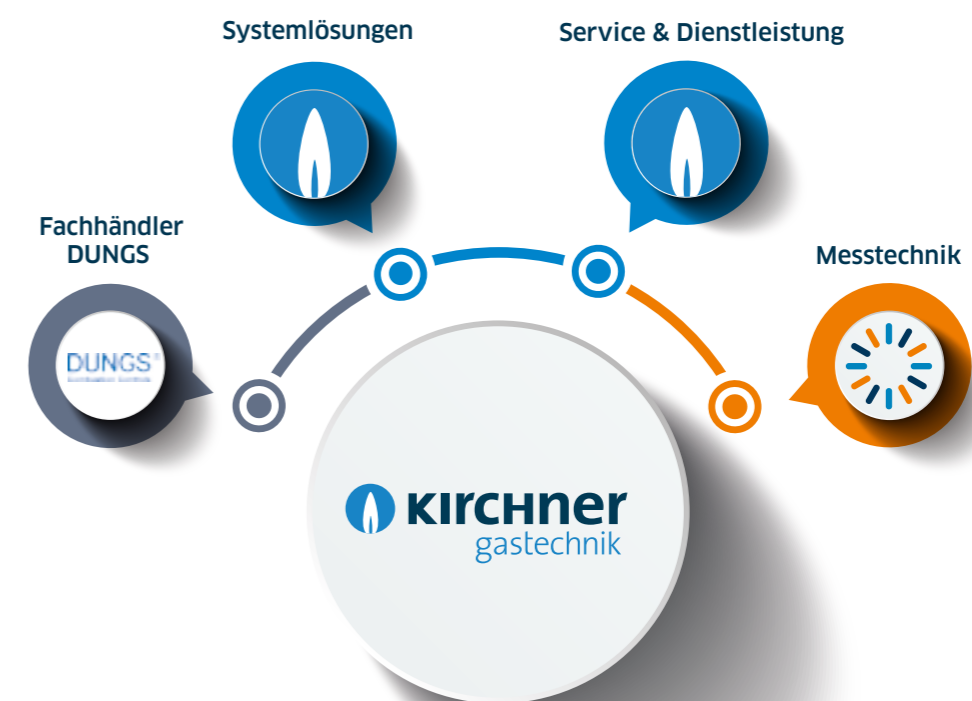 Systemlösungen
Service & Dienstleistung
Fachhändler
DUNGS
Messtechnik
DUNGS®
KIRCHNER
gastechnik